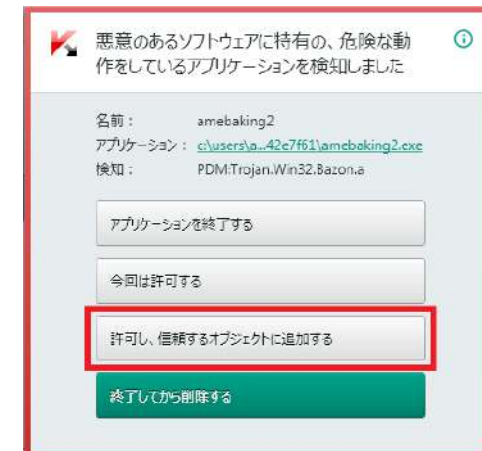 悪意のあるソフトウェアに特有の、危険な動
作をしているアプリケーションを検知しました
名前： amebaking2
アプリケーション： c:\users\a...42e7f61\amebaking2.exe
検知： PDM:Trojan.Win32.Bazon.a
アプリケーションを終了する
今回は許可する
許可し、信頼するオブジェクトに追加する
終了してから削除する